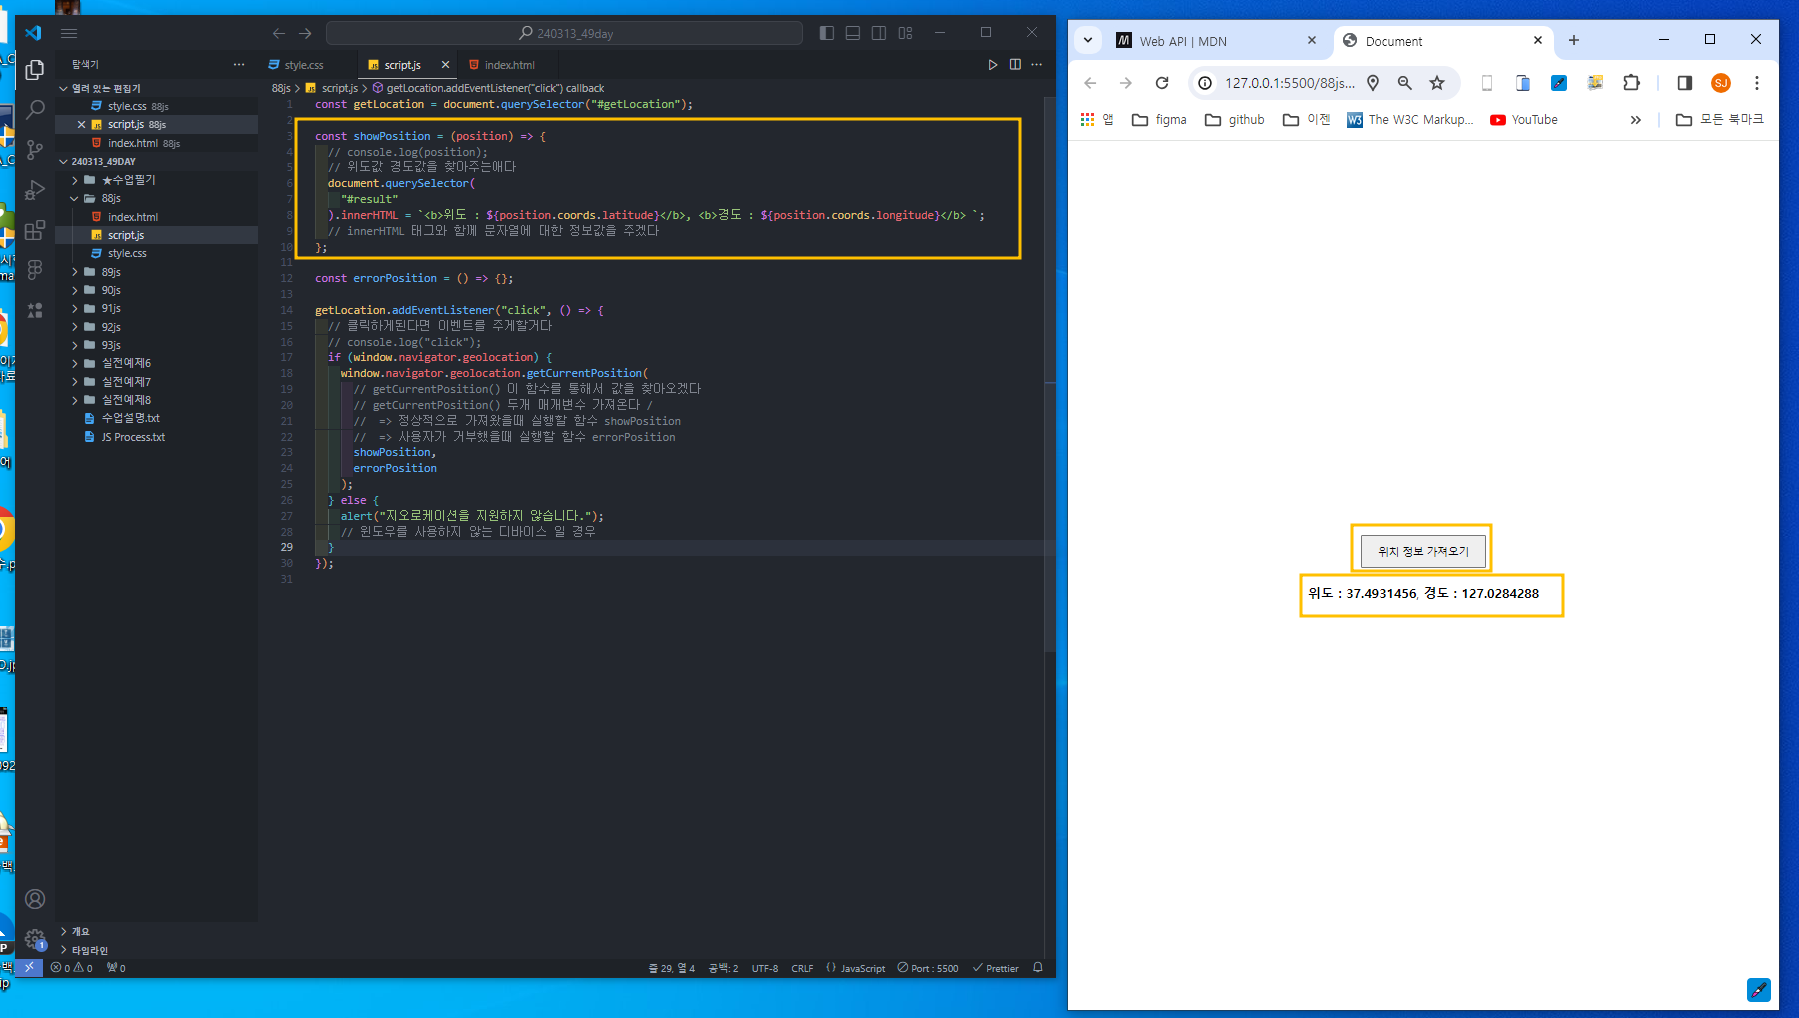 240313_49day
탐색기
열려 있는 편집기
style.css 88js
script.js 88js
index.html 88js
240313_49DAY
★수업필기
88js
index.html
script.js
style.css
89js
90js
91js
92js
93js
실전예제6
실전예제7
실전예제8
수업설명.txt
JS Process.txt
개요
타임라인
style.css
script.js
index.html
88js > script.js > getLocation.addEventListener("click") callback
1 const getLocation = document.querySelector("#getLocation");
2
3 const showPosition = (position) => {
4 // console.log(position);
5 // 위도값 경도값을 찾아주는애다
6 document.querySelector(
7 "#result"
8 ).innerHTML = `<b>위도 : ${position.coords.latitude}</b>, <b>경도 : ${position.coords.longitude}</b> `;
9 // innerHTML 태그와 함께 문자열에 대한 정보값을 주겠다
10 };
11
12 const errorPosition = () => {};
13
14 getLocation.addEventListener("click", () => {
15 // 클릭하게된다면 이벤트를 주게할거다
16 // console.log("click");
17 if (window.navigator.geolocation) {
18 window.navigator.geolocation.getCurrentPosition(
19 // getCurrentPosition() 이 함수를 통해서 값을 찾아오겠다
20 // getCurrentPosition() 두개 매개변수 가져온다 /
21 // => 정상적으로 가져왔을때 실행할 함수 showPosition
22 // => 사용자가 거부했을때 실행할 함수 errorPosition
23 showPosition,
24 errorPosition
25 );
26 } else {
27 alert("지오로케이션을 지원하지 않습니다.");
28 // 윈도우를 사용하지 않는 디바이스 일 경우
29 }
30 });
31
1
0 0 0
줄 29, 열 4 공백: 2 UTF-8 CRLF {} JavaScript Port : 5500 Prettier
Web API | MDN
Document
127.0.0.1:5500/88js...
SJ
앱 figma github 이젠 The W3C Markup... YouTube » 모든 북마크
위치 정보 가져오기
위도 : 37.4931456, 경도 : 127.0284288